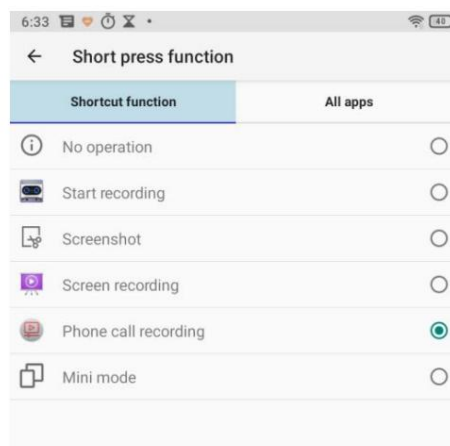 6:33
40
Short press function
Shortcut function All apps
No operation
Start recording
Screenshot
Screen recording
Phone call recording
Mini mode